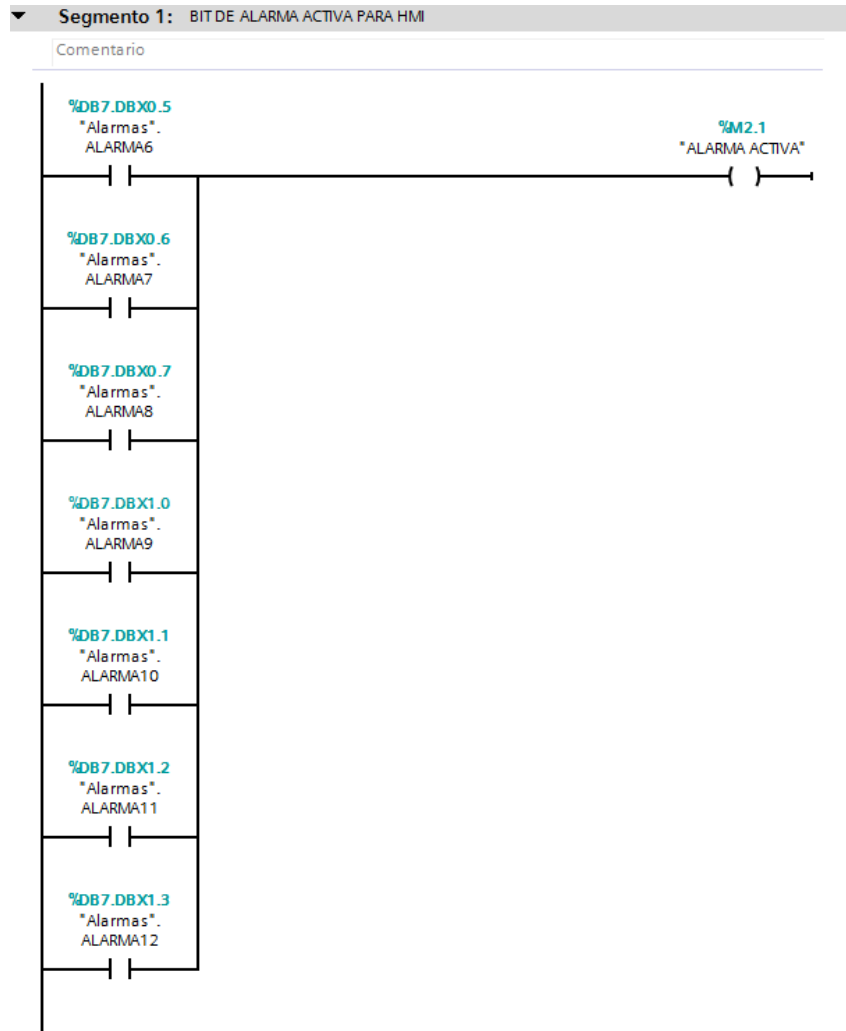 Segmento 1: BIT DE ALARMA ACTIVA PARA HMI
Comentario
%DB7.DBX0.5
"Alarmas".
ALARMA6
%M2.1
"ALARMA ACTIVA"
%DB7.DBX0.6
"Alarmas".
ALARMA7
%DB7.DBX0.7
"Alarmas".
ALARMA8
%DB7.DBX1.0
"Alarmas".
ALARMA9
%DB7.DBX1.1
"Alarmas".
ALARMA10
%DB7.DBX1.2
"Alarmas".
ALARMA11
%DB7.DBX1.3
"Alarmas".
ALARMA12